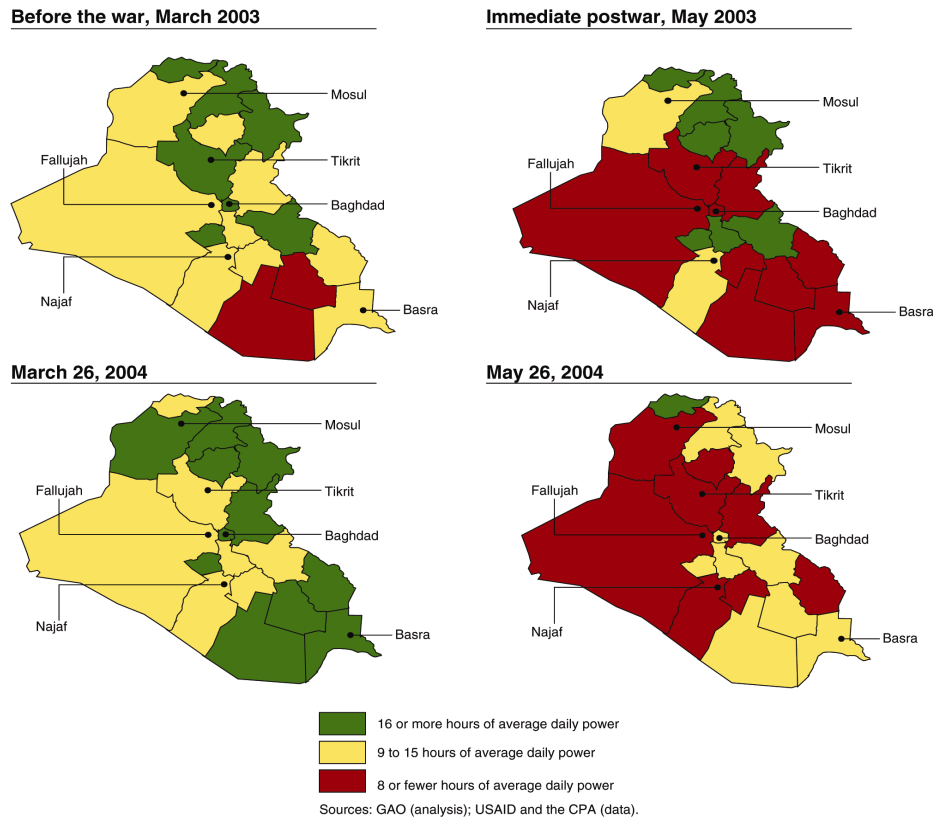 Before the war, March 2003
Immediate postwar, May 2003
Mosul
Fallujah
Tikrit
Baghdad
Najaf
Basra
Mosul
Fallujah
Tikrit
Baghdad
Najaf
Basra
March 26, 2004
May 26, 2004
Mosul
Fallujah
Tikrit
Baghdad
Najaf
Basra
Mosul
Fallujah
Tikrit
Baghdad
Najaf
Basra
16 or more hours of average daily power
9 to 15 hours of average daily power
8 or fewer hours of average daily power
Sources: GAO (analysis); USAID and the CPA (data).